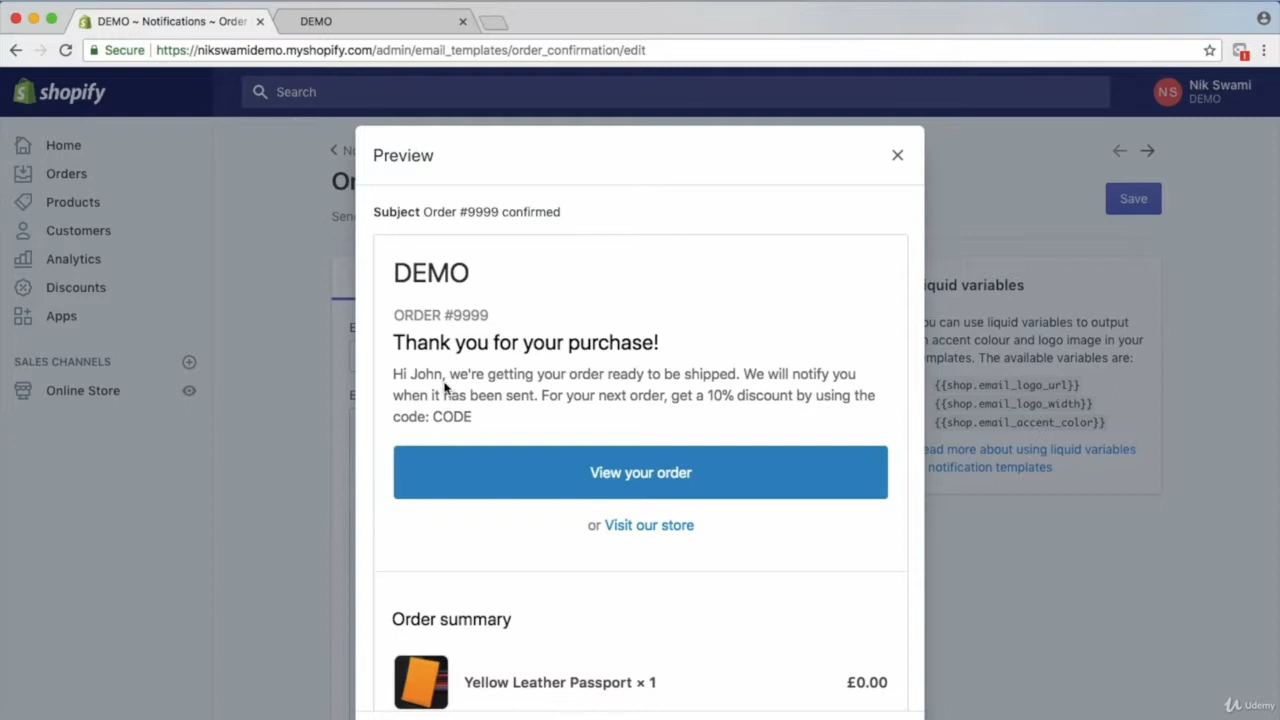 DEMO ~ Notifications ~ Order
DEMO
Secure https://nikswamidemo.myshopify.com/admin/email_templates/order_confirmation/edit
shopify
Search
NS
Nik Swami
DEMO
Home
Orders
Products
Customers
Analytics
Discounts
Apps
SALES CHANNELS
Online Store
Save
Preview
Subject Order #9999 confirmed
DEMO
ORDER #9999
Thank you for your purchase!
Hi John, we're getting your order ready to be shipped. We will notify you
when it has been sent. For your next order, get a 10% discount by using the
code: CODE
View your order
or Visit our store
Order summary
Yellow Leather Passport × 1
£0.00
iquid variables
can use liquid variables to output
accent colour and logo image in your
mplates. The available variables are:
{{shop.email_logo_url}}
{{shop.email_logo_width}}
{{shop.email_accent_color}}
ead more about using liquid variables
notification templates
Udemy